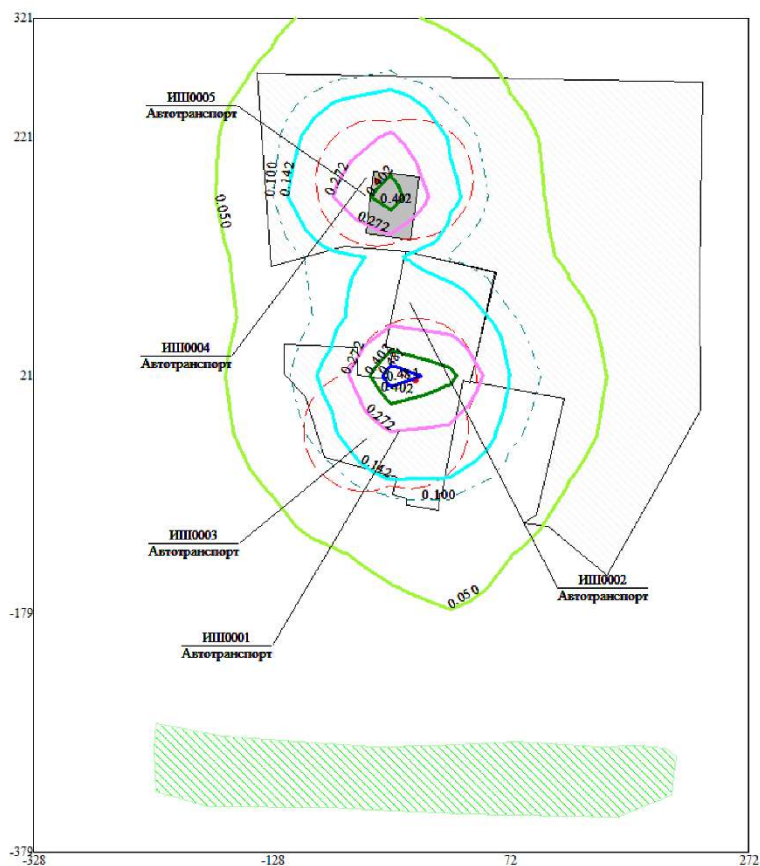 321
ИШ0005
Автотранспорт
221
0.100
0.142
0.272
0.402
0.402
0.050
0.272
ИШ0004
Автотранспорт
0.272
0.402
21
0.402
0.272
0.142
0.100
ИШ0003
Автотранспорт
ИШ0002
Автотранспорт
0.050
-179
ИШ0001
Автотранспорт
-379
-328
-128
72
272